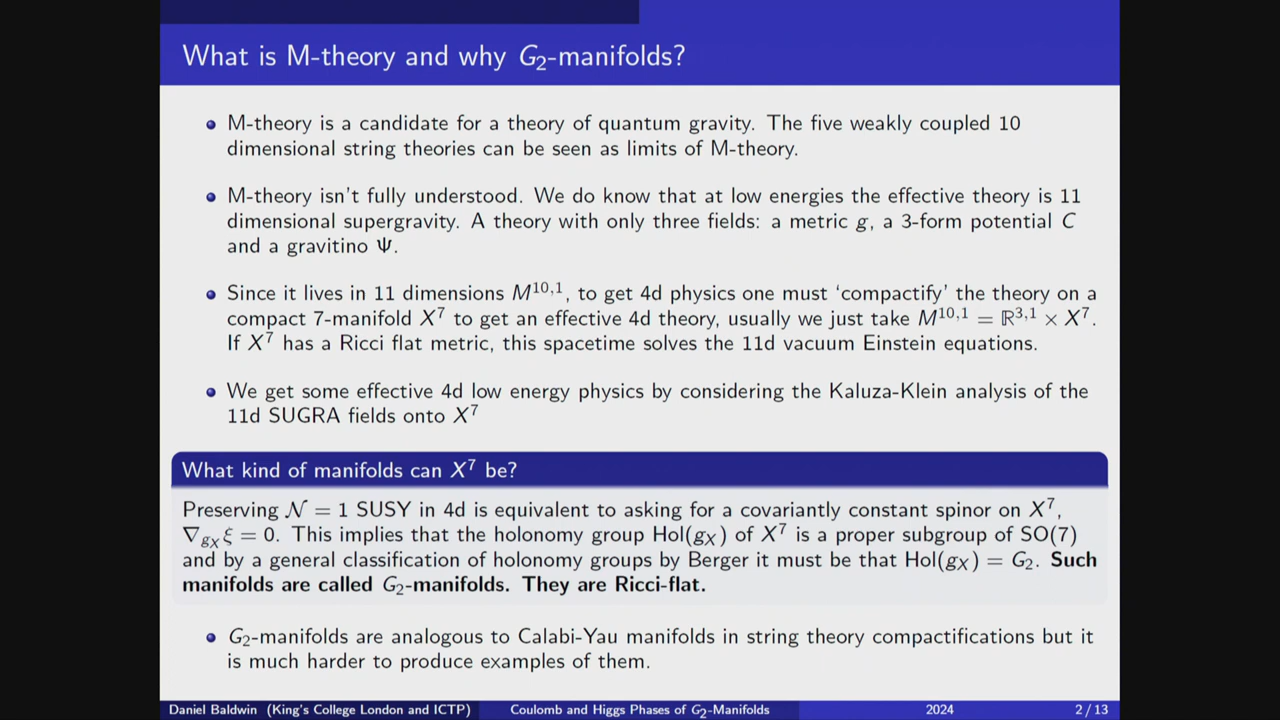 What is M-theory and why G₂-manifolds?
M-theory is a candidate for a theory of quantum gravity. The five weakly coupled 10
dimensional string theories can be seen as limits of M-theory.
M-theory isn't fully understood. We do know that at low energies the effective theory is 11
dimensional supergravity. A theory with only three fields: a metric g, a 3-form potential C
and a gravitino Ψ.
Since it lives in 11 dimensions M¹⁰,¹, to get 4d physics one must ‘compactify’ the theory on a
compact 7-manifold X⁷ to get an effective 4d theory, usually we just take M¹⁰,¹ = ℝ³,¹ × X⁷.
If X⁷ has a Ricci flat metric, this spacetime solves the 11d vacuum Einstein equations.
We get some effective 4d low energy physics by considering the Kaluza-Klein analysis of the
11d SUGRA fields onto X⁷
What kind of manifolds can X⁷ be?
Preserving 𝒩 = 1 SUSY in 4d is equivalent to asking for a covariantly constant spinor on X⁷,
∇_{g_X} ξ = 0. This implies that the holonomy group Hol(g_X) of X⁷ is a proper subgroup of SO(7)
and by a general classification of holonomy groups by Berger it must be that Hol(g_X) = G₂. Such
manifolds are called G₂-manifolds. They are Ricci-flat.
G₂-manifolds are analogous to Calabi-Yau manifolds in string theory compactifications but it
is much harder to produce examples of them.
Daniel Baldwin (King's College London and ICTP) Coulomb and Higgs Phases of G₂-Manifolds 2024 2 / 13